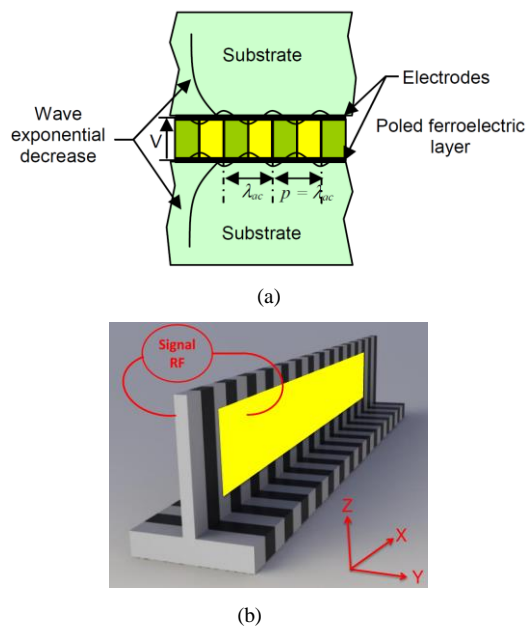 Substrate
Electrodes
Wave
exponential
decrease
V
Poled ferroelectric
layer
λac
p = λac
Substrate
(a)
Signal
RF
Z
X
Y
(b)